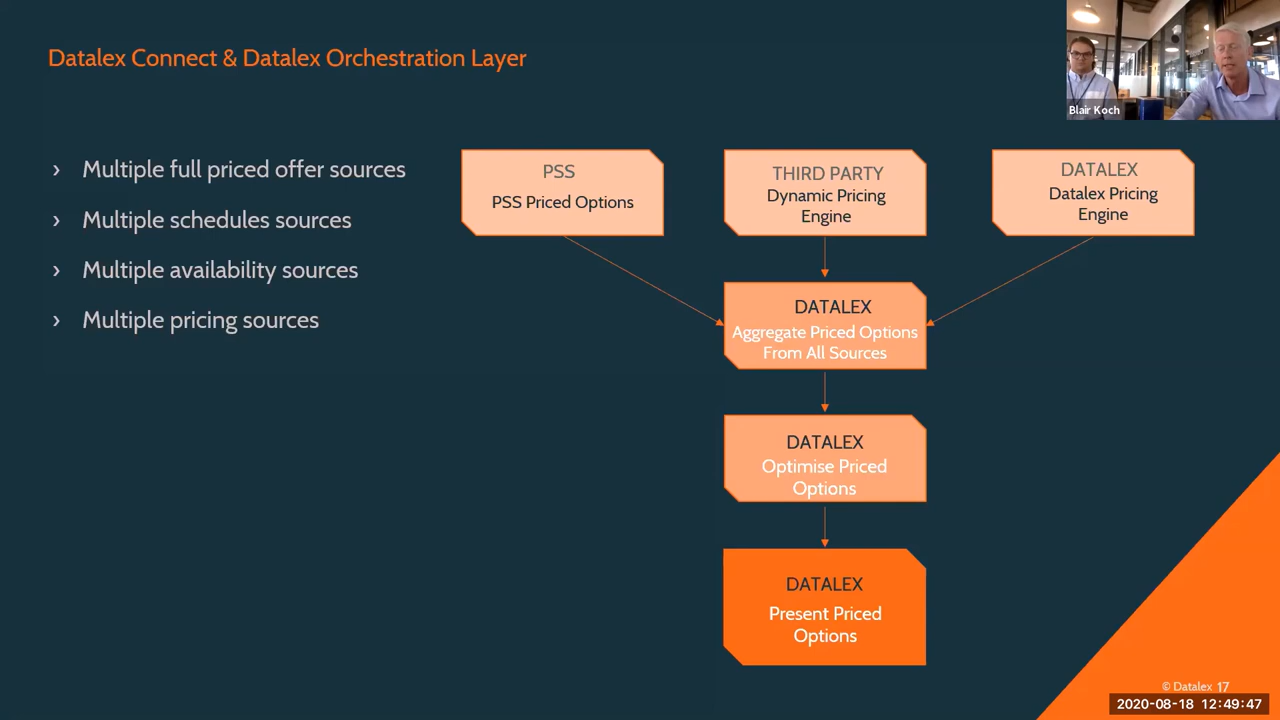 Datalex Connect & Datalex Orchestration Layer
Blair Koch
› Multiple full priced offer sources
› Multiple schedules sources
› Multiple availability sources
› Multiple pricing sources
PSS
PSS Priced Options
THIRD PARTY
Dynamic Pricing
Engine
DATALEX
Datalex Pricing
Engine
DATALEX
Aggregate Priced Options
From All Sources
DATALEX
Optimise Priced
Options
DATALEX
Present Priced
Options
© Datalex 17
2020-08-18 12:49:47